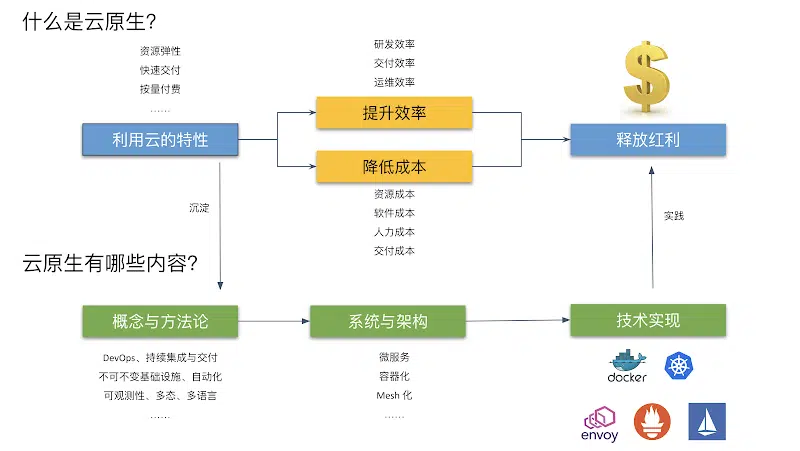 什么是云原生?
资源弹性
快速交付
按量付费
……
研发效率
交付效率
运维效率
利用云的特性
提升效率
降低成本
释放红利
资源成本
软件成本
人力成本
交付成本
沉淀
实践
云原生有哪些内容?
概念与方法论
系统与架构
技术实现
DevOps、持续集成与交付
不可不变基础设施、自动化
可观测性、多态、多语言
……
微服务
容器化
Mesh 化
……
docker
envoy